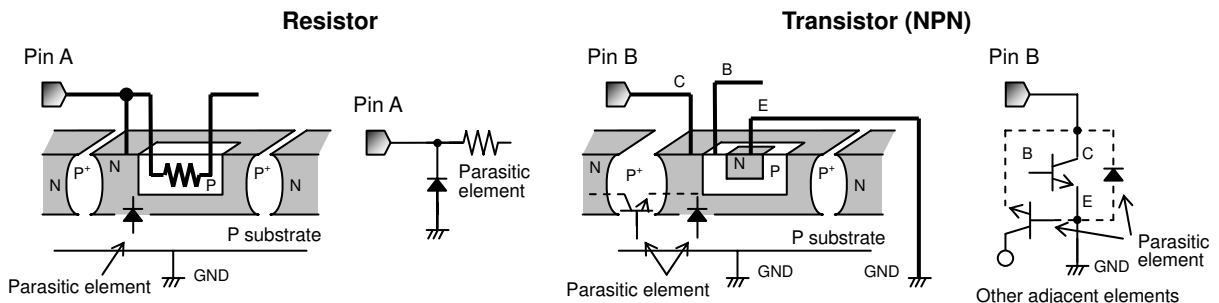 Resistor
Pin A
N
P+
N
P
P+
N
P substrate
Parasitic element
GND
Pin A
Parasitic
element
Transistor (NPN)
Pin B
C
B
E
N
P+
N
P
P+
N
P substrate
Parasitic element
GND
GND
Pin B
B
C
E
Parasitic
element
GND
Other adjacent elements